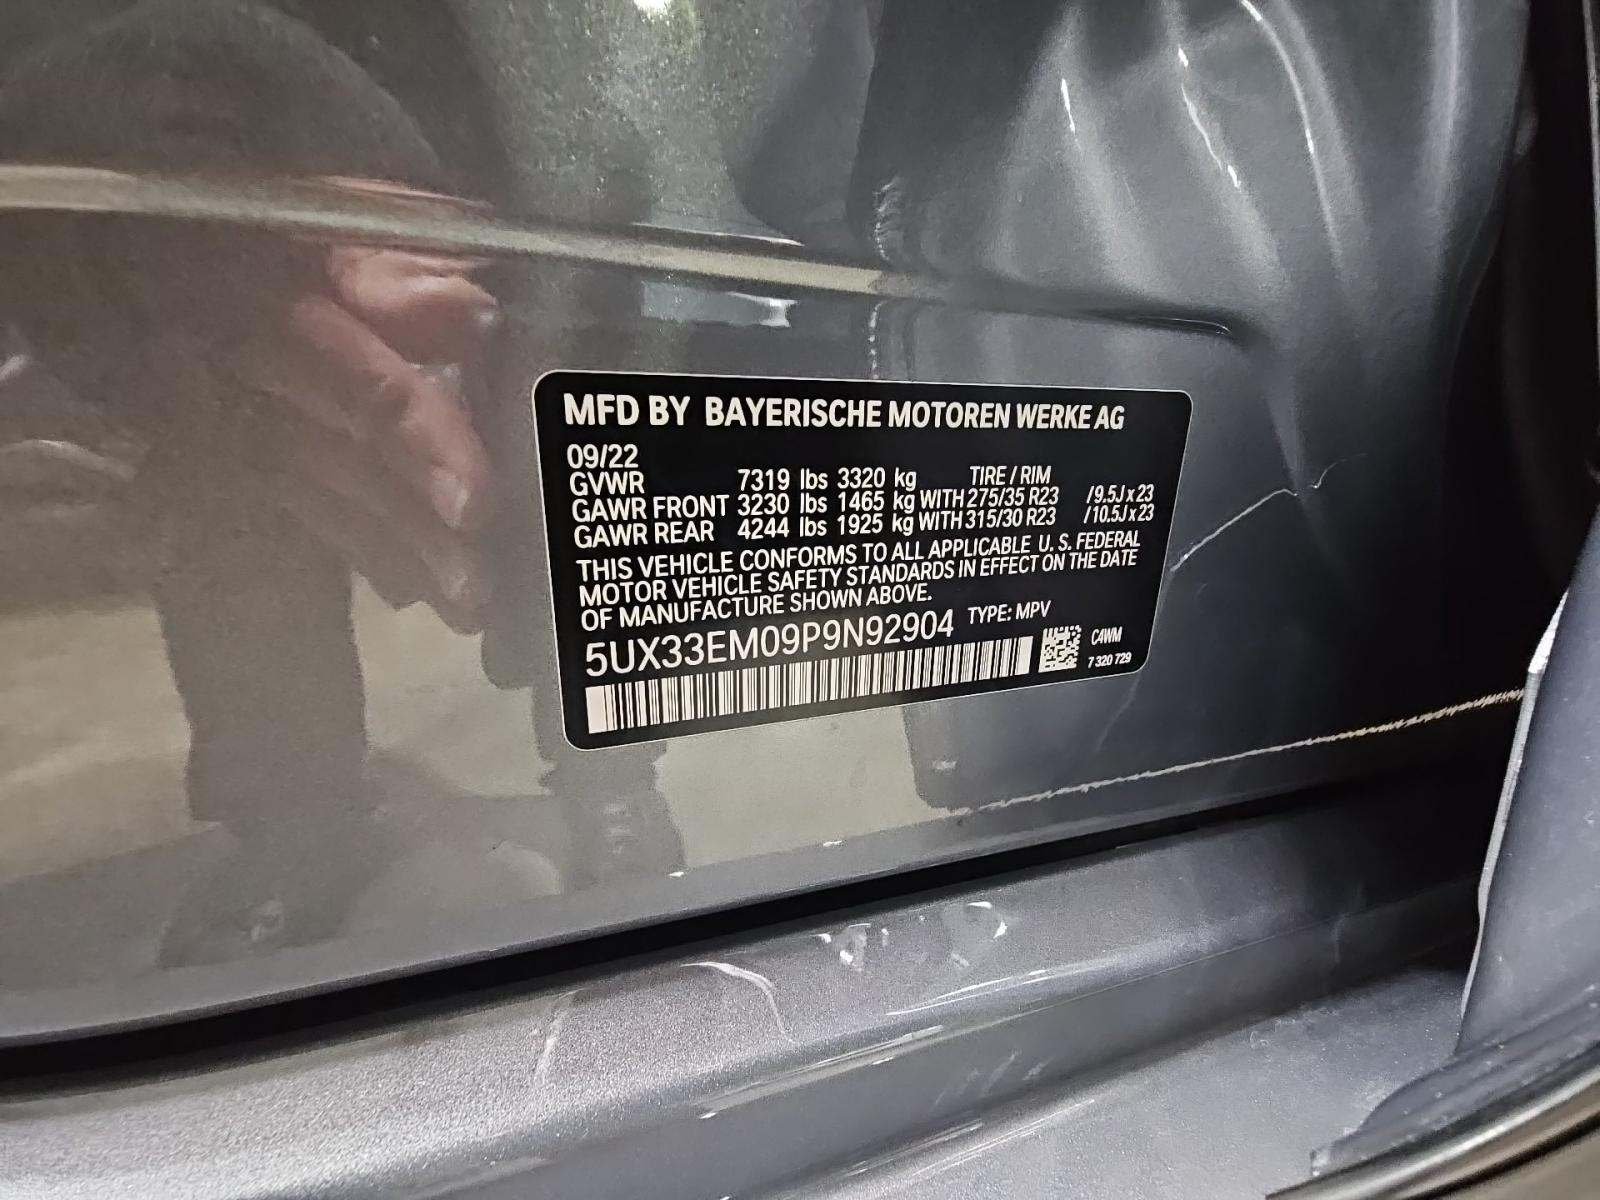 MFD BY BAYERISCHE MOTOREN WERKE AG
09/22
GVWR 7319 lbs 3320 kg TIRE / RIM
GAWR FRONT 3230 lbs 1465 kg WITH 275/35 R23 /9.5J x 23
GAWR REAR 4244 lbs 1925 kg WITH 315/30 R23 /10.5J x 23
THIS VEHICLE CONFORMS TO ALL APPLICABLE U. S. FEDERAL
MOTOR VEHICLE SAFETY STANDARDS IN EFFECT ON THE DATE
OF MANUFACTURE SHOWN ABOVE.
5UX33EM09P9N92904 TYPE: MPV
C4WM
7 320 729